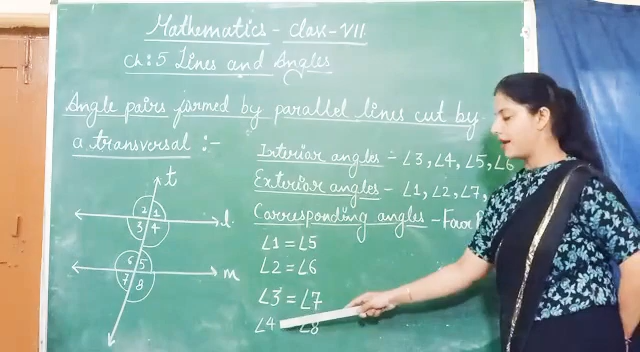 Mathematics - Class-VII
Ch:5 Lines and Angles
Angle pairs formed by parallel lines cut by
a transversal :-
Interior angles - ∠3, ∠4, ∠5, ∠6
Exterior angles - ∠1, ∠2, ∠7,
Corresponding angles - Four
∠1 = ∠5
∠2 = ∠6
∠3 = ∠7
∠4 ∠8
t
2 1
l
3 4
6 5
m
7 8